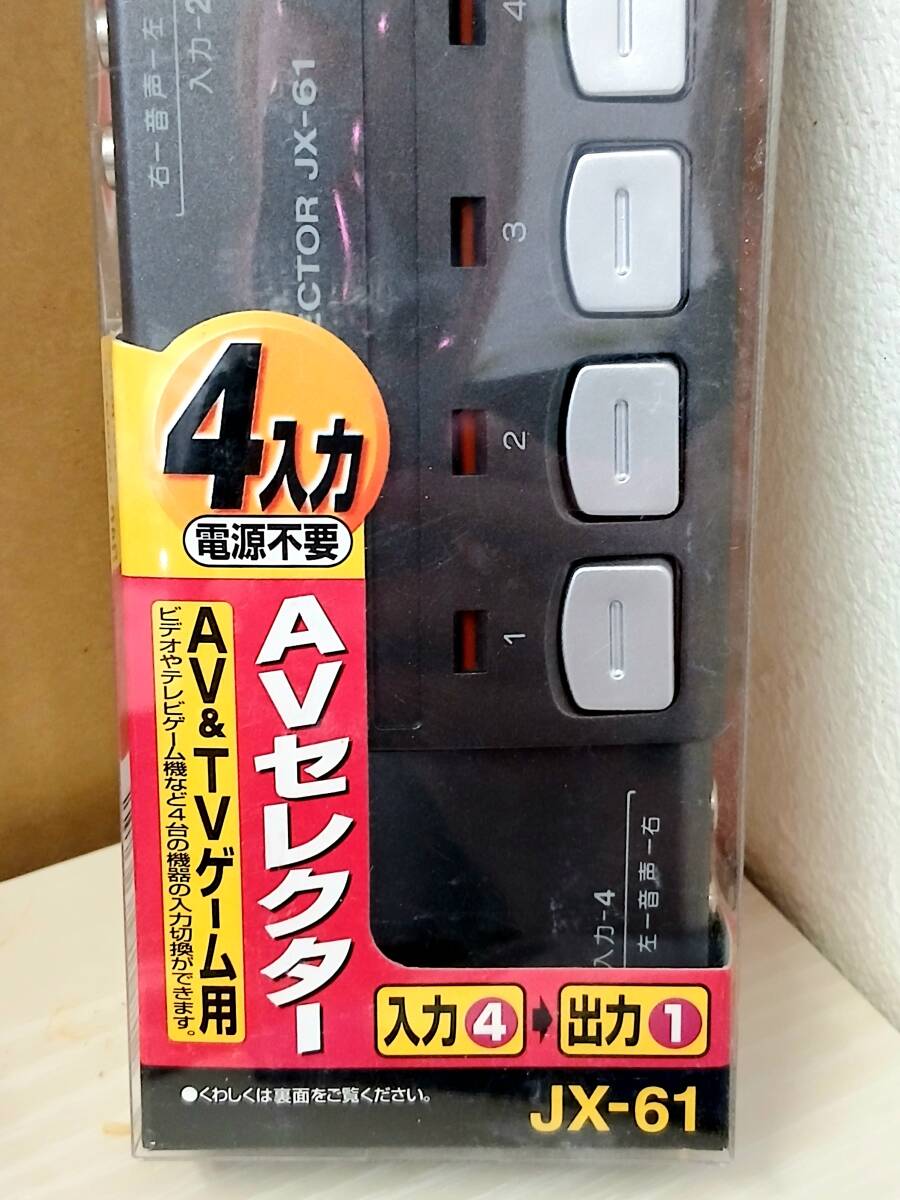 右－音声－左
入力-2
ECTOR JX-61
4
3
2
1
4入力
電源不要
AVセレクター
AV&TVゲーム用
ビデオやテレビゲーム機など4台の機器の入力切換ができます。
入力-4
左－音声－右
入力4 出力1
●くわしくは裏面をご覧ください。
JX-61